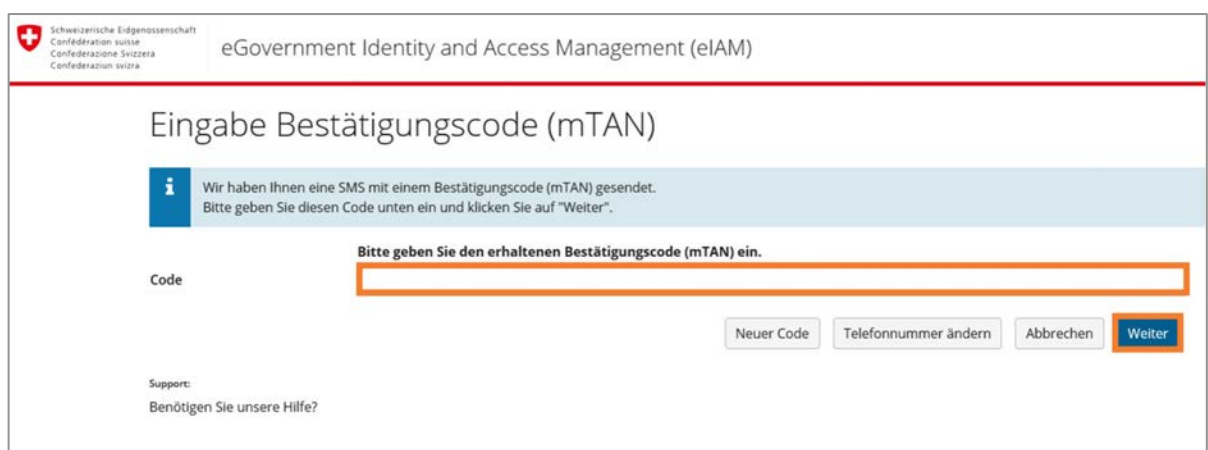 Schweizerische Eidgenossenschaft
Confédération suisse
Confederazione Svizzera
Confederaziun svizra
eGovernment Identity and Access Management (eIAM)
Eingabe Bestätigungscode (mTAN)
Wir haben Ihnen eine SMS mit einem Bestätigungscode (mTAN) gesendet.
Bitte geben Sie diesen Code unten ein und klicken Sie auf "Weiter".
Bitte geben Sie den erhaltenen Bestätigungscode (mTAN) ein.
Code
Neuer Code Telefonnummer ändern Abbrechen Weiter
Support:
Benötigen Sie unsere Hilfe?